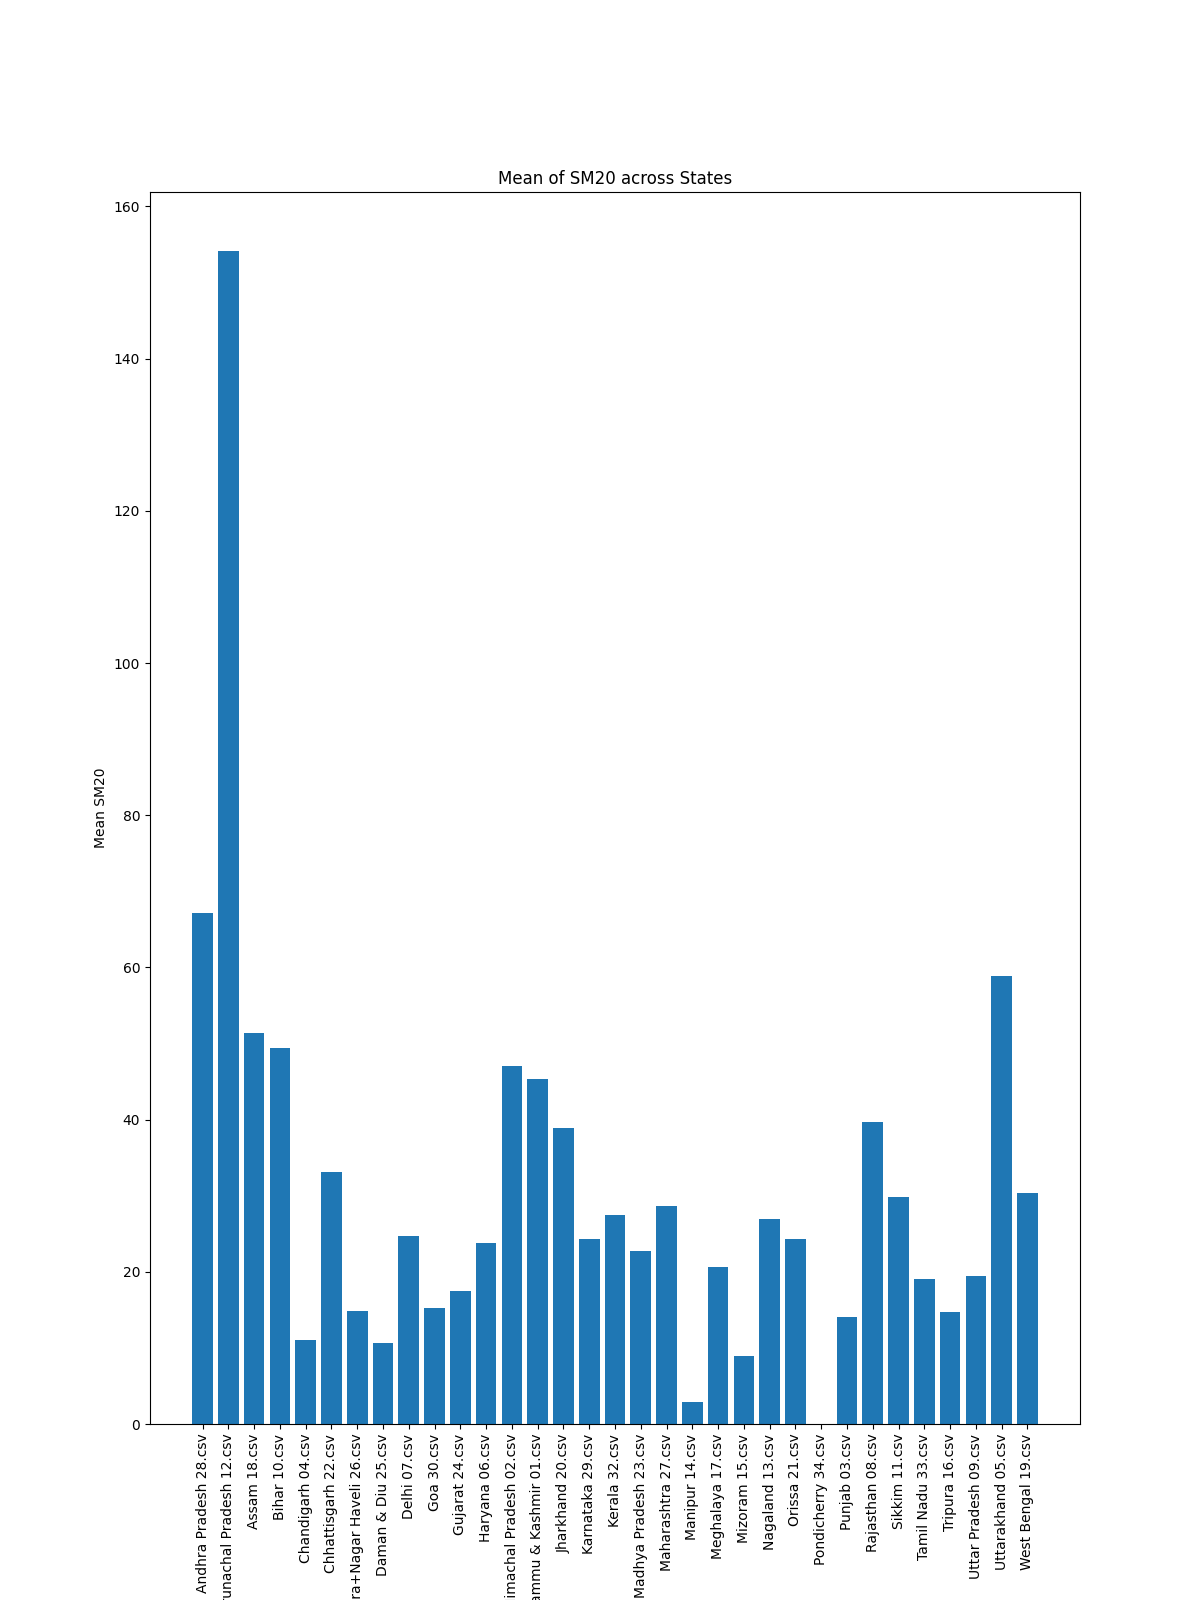 Mean of SM20 across States
160
140
120
100
80
60
40
20
0
Mean SM20
Andhra Pradesh 28.csv
runachal Pradesh 12.csv
Assam 18.csv
Bihar 10.csv
Chandigarh 04.csv
Chhattisgarh 22.csv
ra+Nagar Haveli 26.csv
Daman & Diu 25.csv
Delhi 07.csv
Goa 30.csv
Gujarat 24.csv
Haryana 06.csv
imachal Pradesh 02.csv
ammu & Kashmir 01.csv
Jharkhand 20.csv
Karnataka 29.csv
Kerala 32.csv
Madhya Pradesh 23.csv
Maharashtra 27.csv
Manipur 14.csv
Meghalaya 17.csv
Mizoram 15.csv
Nagaland 13.csv
Orissa 21.csv
Pondicherry 34.csv
Punjab 03.csv
Rajasthan 08.csv
Sikkim 11.csv
Tamil Nadu 33.csv
Tripura 16.csv
Uttar Pradesh 09.csv
Uttarakhand 05.csv
West Bengal 19.csv